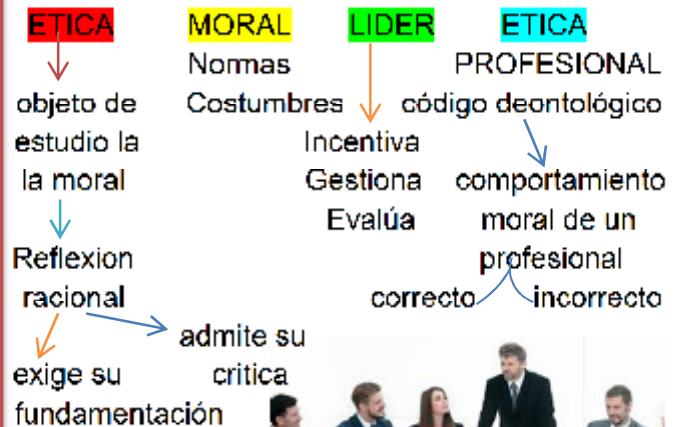 ETICA
objeto de
estudio la
la moral
Reflexion
racional
exige su
fundamentación
admite su
critica
MORAL
Normas
Costumbres
LIDER
Incentiva
Gestiona
Evalúa
ETICA
PROFESIONAL
código deontológico
comportamiento
moral de un
profesional
correcto
incorrecto